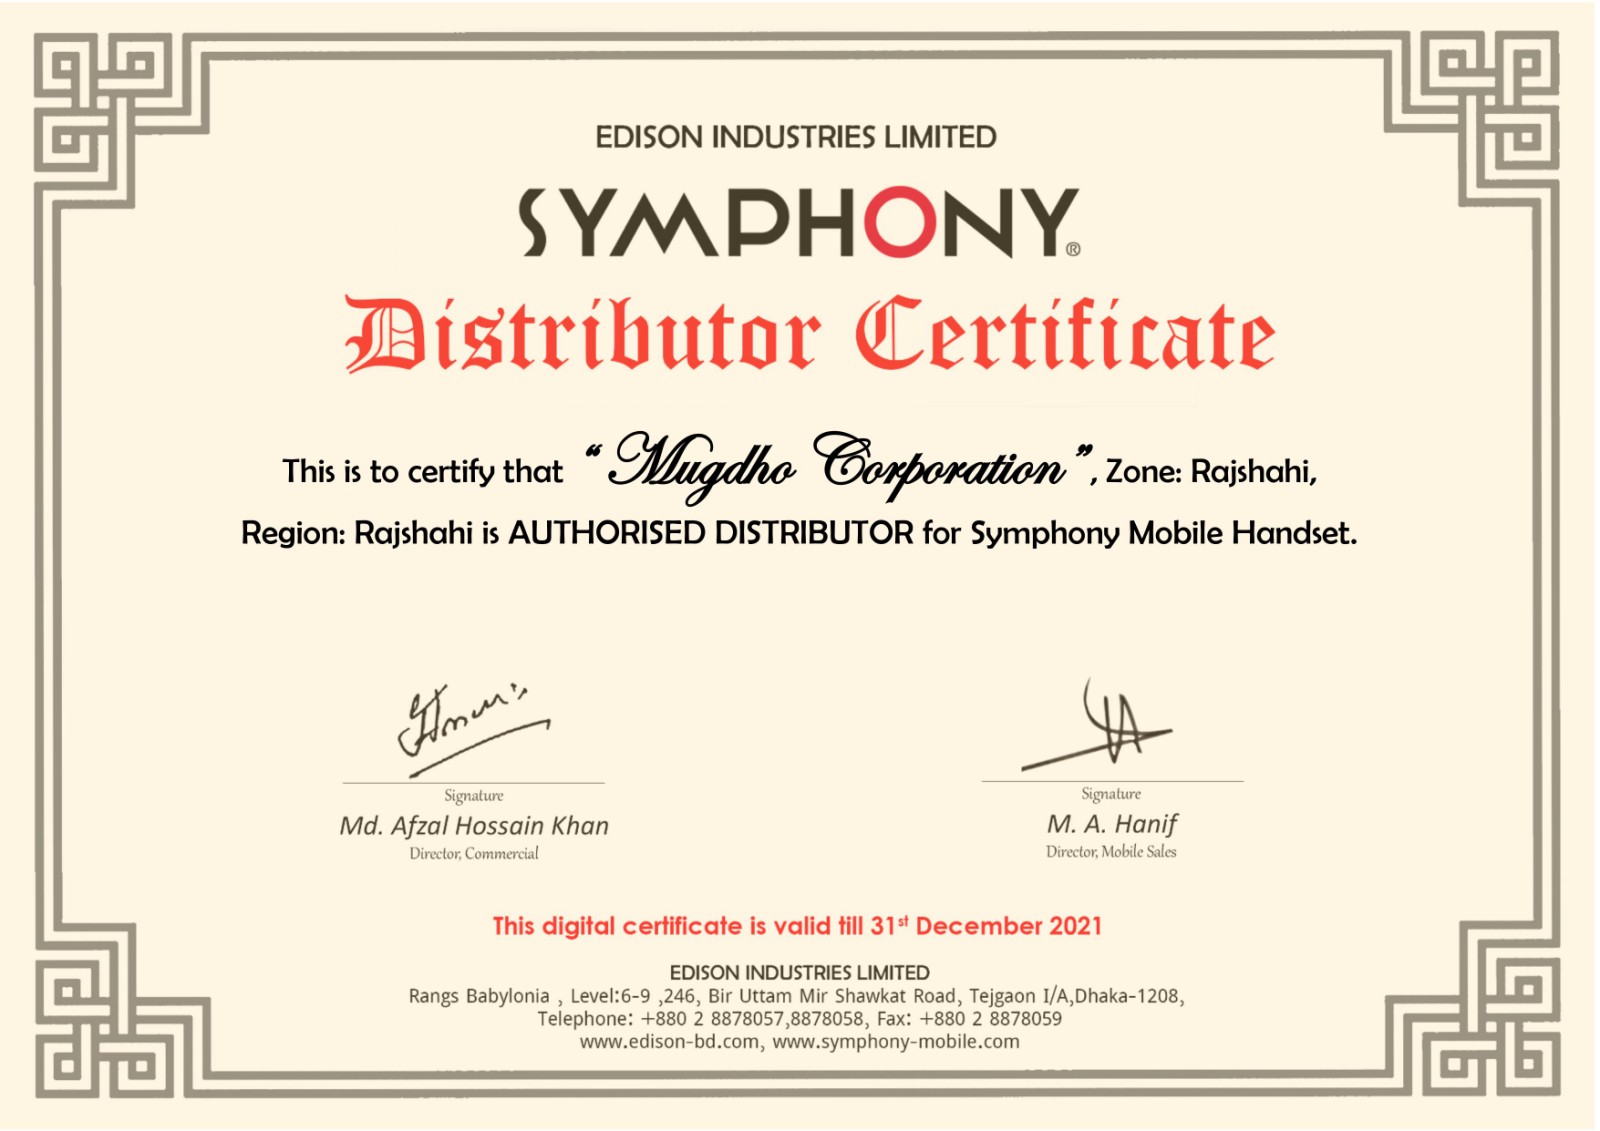 EDISON INDUSTRIES LIMITED
SYMPHONY®
Distributor Certificate
This is to certify that “Mugdho Corporation”, Zone: Rajshahi,
Region: Rajshahi is AUTHORISED DISTRIBUTOR for Symphony Mobile Handset.
Signature
Md. Afzal Hossain Khan
Director, Commercial
Signature
M. A. Hanif
Director, Mobile Sales
This digital certificate is valid till 31st December 2021
EDISON INDUSTRIES LIMITED
Rangs Babylonia , Level:6-9 ,246, Bir Uttam Mir Shawkat Road, Tejgaon I/A,Dhaka-1208,
Telephone: +880 2 8878057,8878058, Fax: +880 2 8878059
www.edison-bd.com, www.symphony-mobile.com